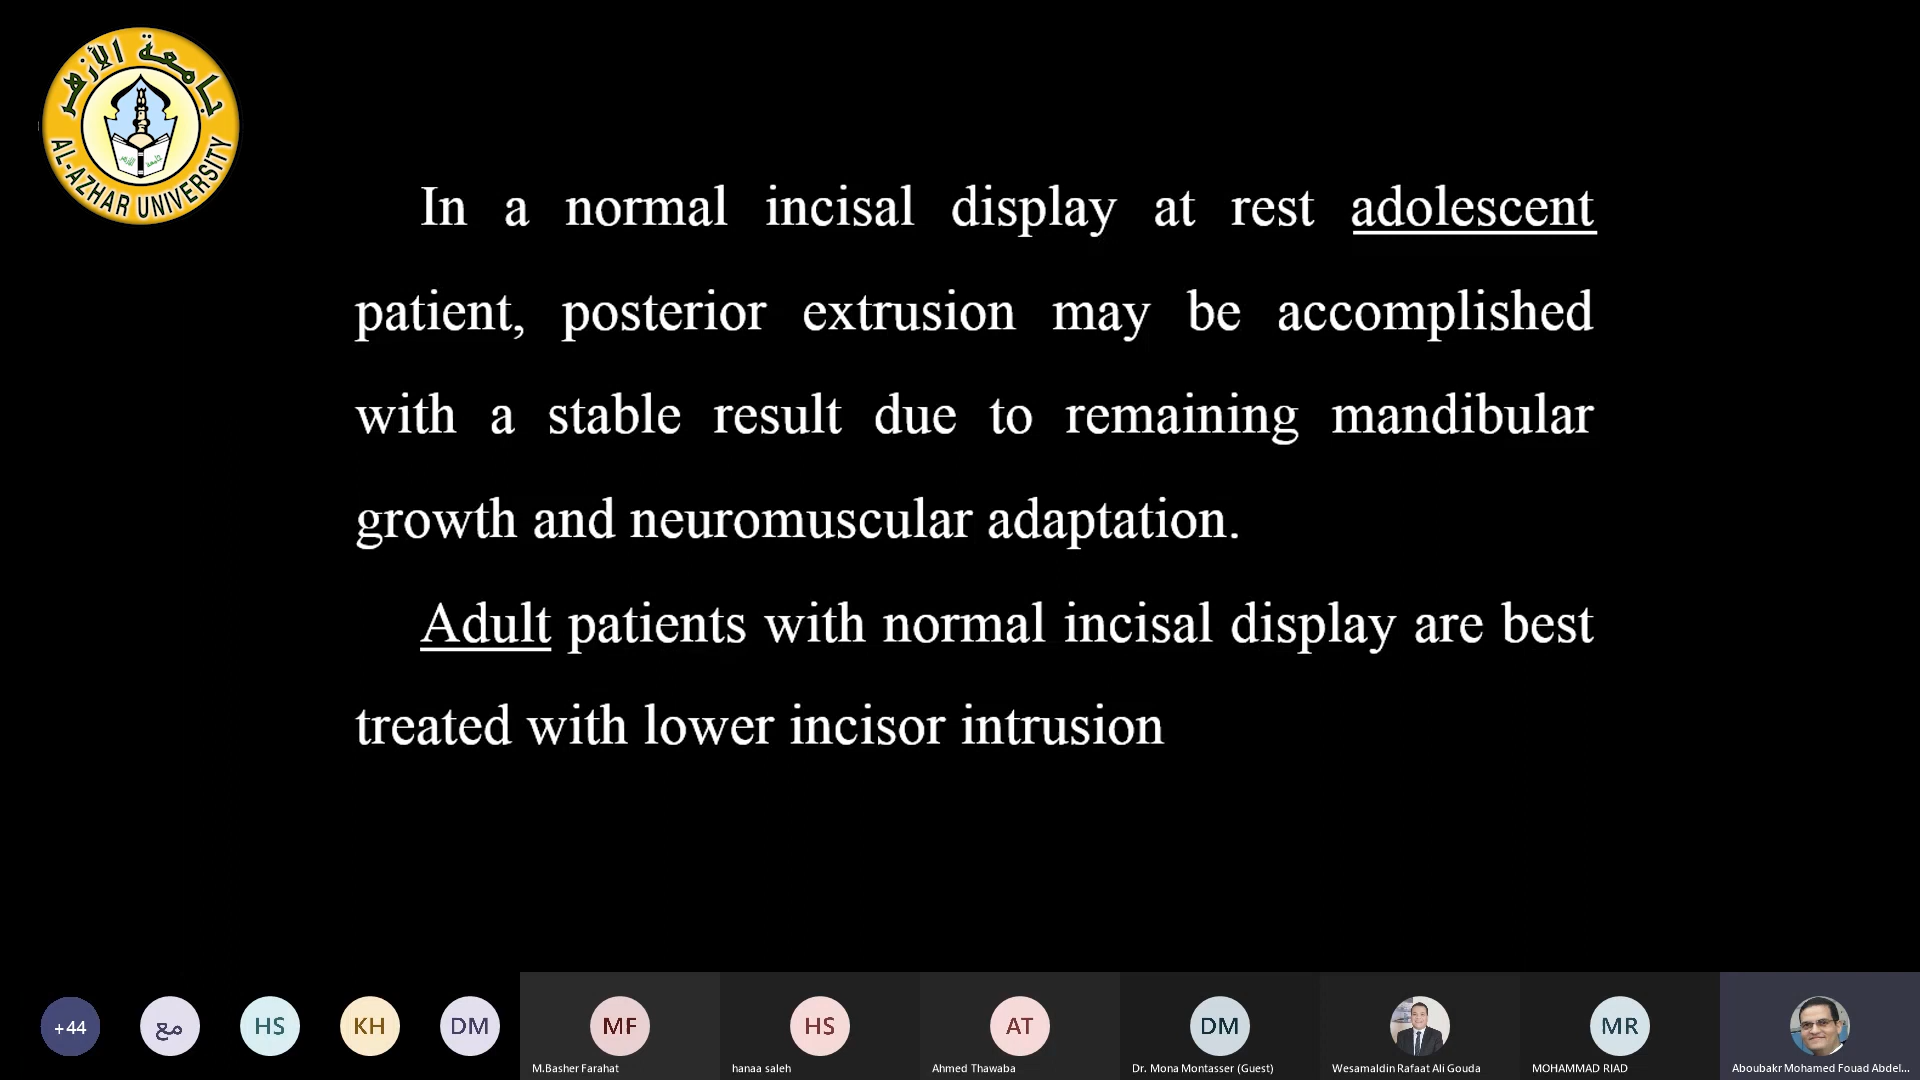 جامعة الأزهر
AL-AZHAR UNIVERSITY
In a normal incisal display at rest adolescent
patient, posterior extrusion may be accomplished
with a stable result due to remaining mandibular
growth and neuromuscular adaptation.
Adult patients with normal incisal display are best
treated with lower incisor intrusion
+44
مع
HS
KH
DM
MF
HS
AT
DM
MR
M.Basher Farahat
hanaa saleh
Ahmed Thawaba
Dr. Mona Montasser (Guest)
Wesamaldin Rafaat Ali Gouda
MOHAMMAD RIAD
Aboubakr Mohamed Fouad Abdel...